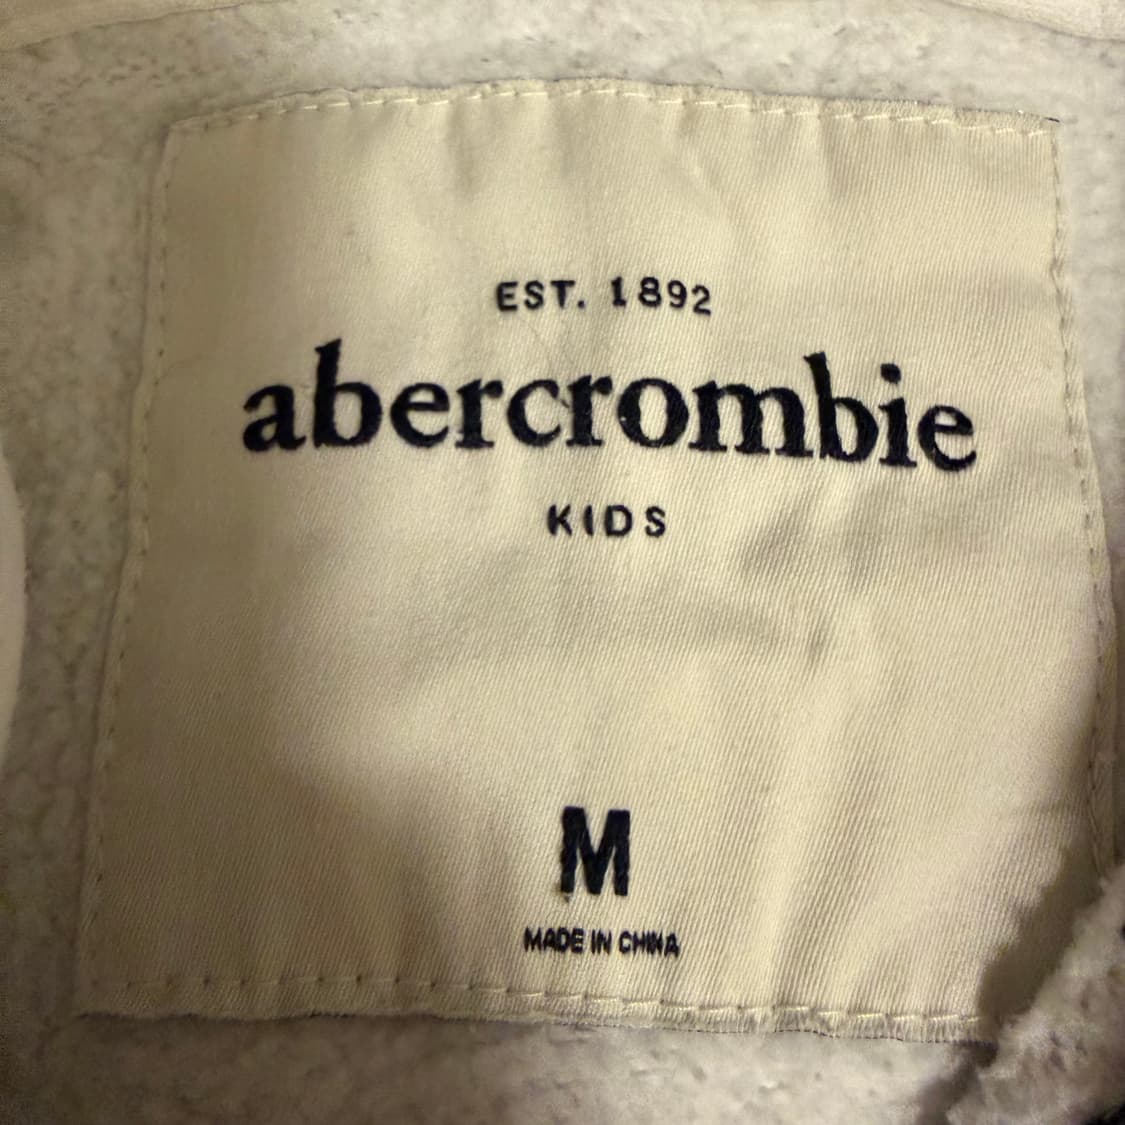 EST. 1892
abercrombie
KIDS
M
MADE IN CHINA